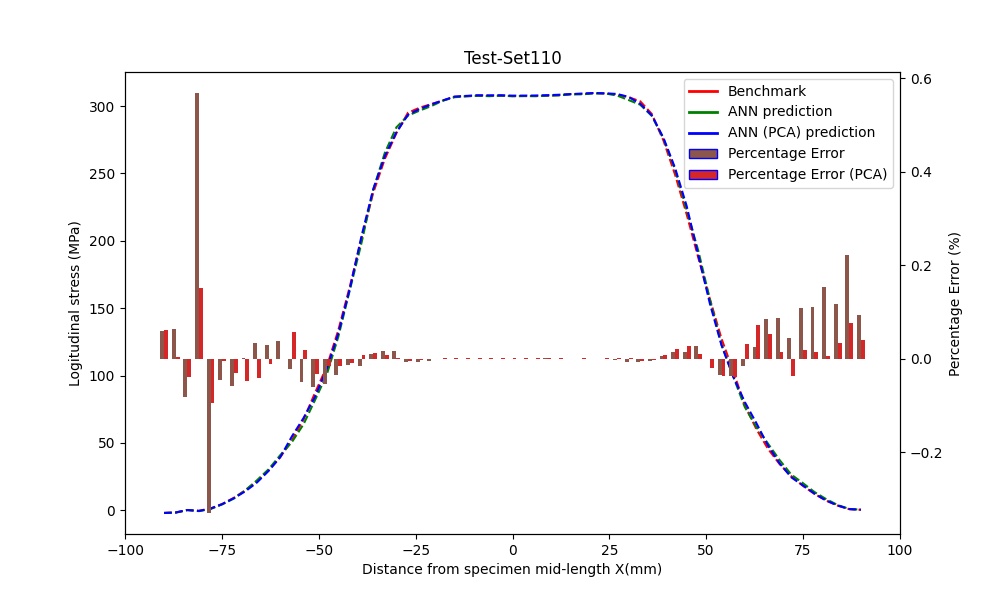 Test-Set110
Benchmark
ANN prediction
ANN (PCA) prediction
Percentage Error
Percentage Error (PCA)
300
250
200
150
100
50
0
Logitudinal stress (MPa)
0.6
0.4
0.2
0.0
−0.2
Percentage Error (%)
−100 −75 −50 −25 0 25 50 75 100
Distance from specimen mid-length X(mm)